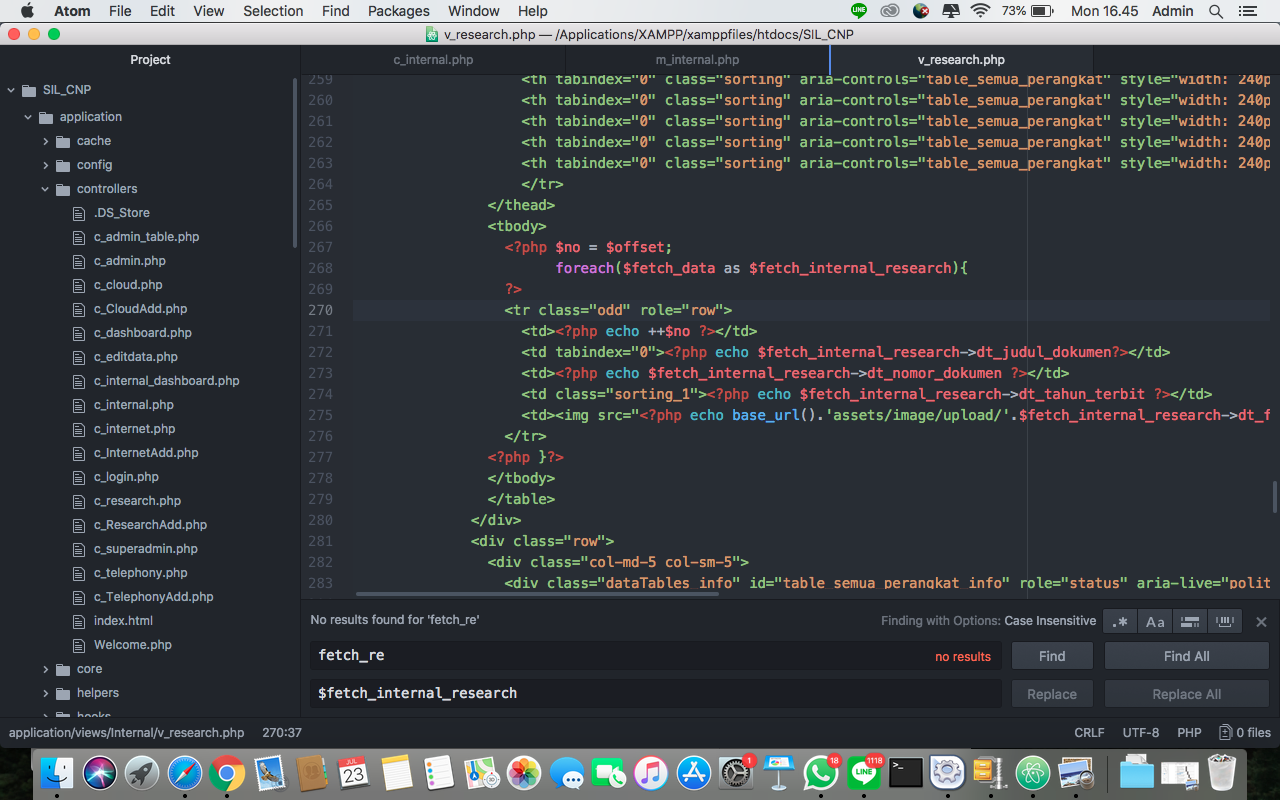 Atom File Edit View Selection Find Packages Window Help LINE 73% Mon 16.45 Admin
v_research.php — /Applications/XAMPP/xamppfiles/htdocs/SIL_CNP
Project
c_internal.php m_internal.php v_research.php
SIL_CNP
application
cache
config
controllers
.DS_Store
c_admin_table.php
c_admin.php
c_cloud.php
c_CloudAdd.php
c_dashboard.php
c_editdata.php
c_internal_dashboard.php
c_internal.php
c_internet.php
c_InternetAdd.php
c_login.php
c_research.php
c_ResearchAdd.php
c_superadmin.php
c_telephony.php
c_TelephonyAdd.php
index.html
Welcome.php
core
helpers
hooks
259 <th tabindex="0" class="sorting" aria-controls="table_semua_perangkat" style="width: 240p
260 <th tabindex="0" class="sorting" aria-controls="table_semua_perangkat" style="width: 240p
261 <th tabindex="0" class="sorting" aria-controls="table_semua_perangkat" style="width: 240p
262 <th tabindex="0" class="sorting" aria-controls="table_semua_perangkat" style="width: 240p
263 <th tabindex="0" class="sorting" aria-controls="table_semua_perangkat" style="width: 240p
264 </tr>
265 </thead>
266 <tbody>
267 <?php $no = $offset;
268 foreach($fetch_data as $fetch_internal_research){
269 ?>
270 <tr class="odd" role="row">
271 <td><?php echo ++$no ?></td>
272 <td tabindex="0"><?php echo $fetch_internal_research->dt_judul_dokumen?></td>
273 <td><?php echo $fetch_internal_research->dt_nomor_dokumen ?></td>
274 <td class="sorting_1"><?php echo $fetch_internal_research->dt_tahun_terbit ?></td>
275 <td><img src="<?php echo base_url().'assets/image/upload/'.$fetch_internal_research->dt_f
276 </tr>
277 <?php }?>
278 </tbody>
279 </table>
280 </div>
281 <div class="row">
282 <div class="col-md-5 col-sm-5">
283 <div class="dataTables_info" id="table_semua_perangkat_info" role="status" aria-live="polit
No results found for 'fetch_re' Finding with Options: Case Insensitive .* Aa
fetch_re no results Find Find All
$fetch_internal_research Replace Replace All
application/views/Internal/v_research.php 270:37 CRLF UTF-8 PHP 0 files
JUL 23 1 18 LINE 1118